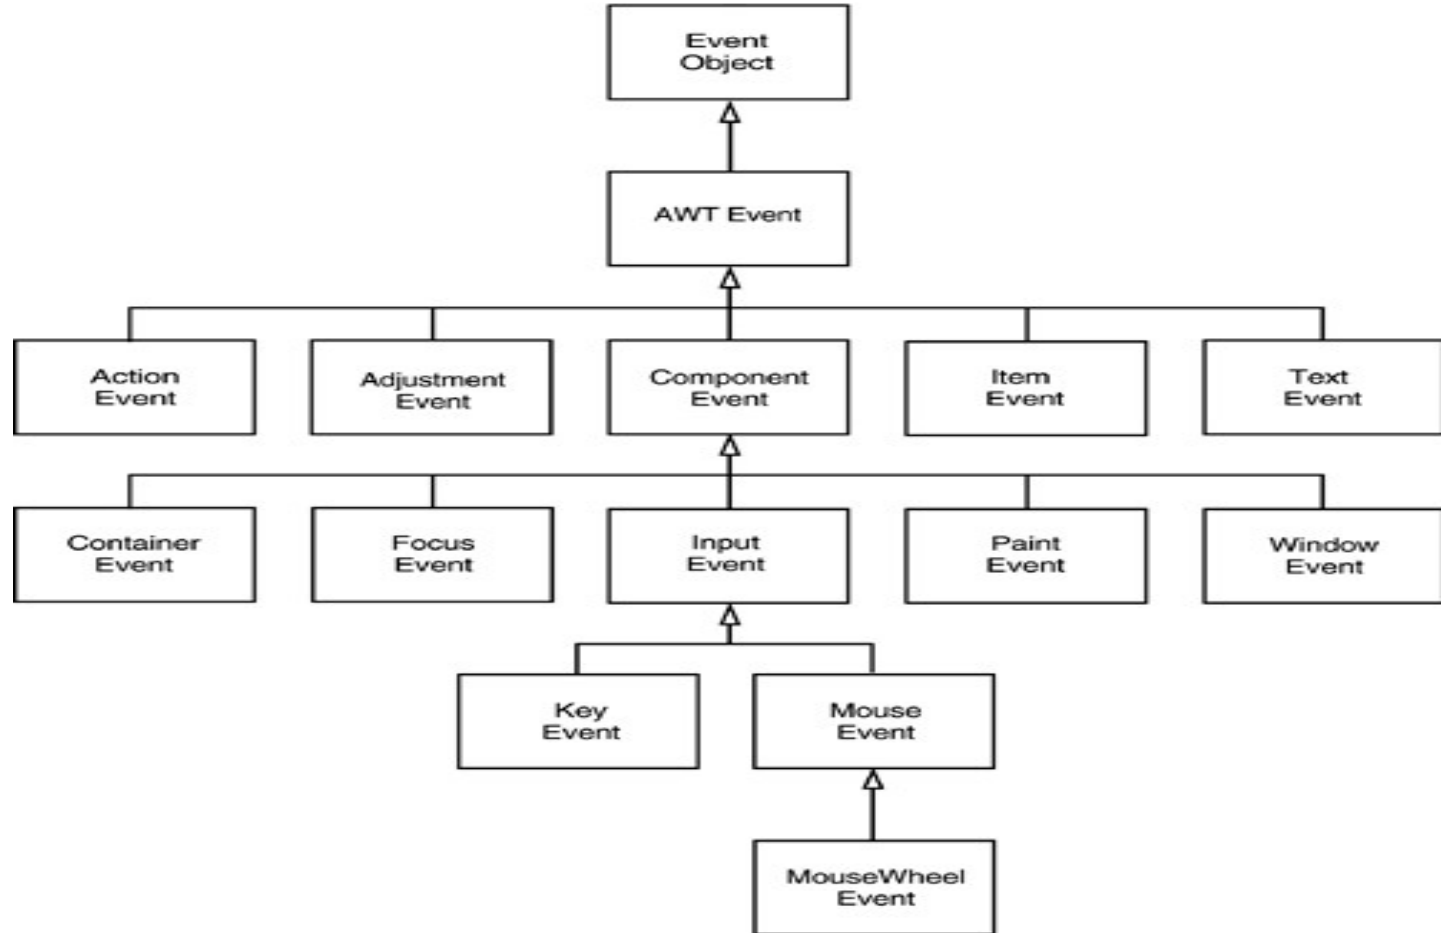 Event
Object
AWT Event
Action
Event
Adjustment
Event
Component
Event
Item
Event
Text
Event
Container
Event
Focus
Event
Input
Event
Paint
Event
Window
Event
Key
Event
Mouse
Event
MouseWheel
Event